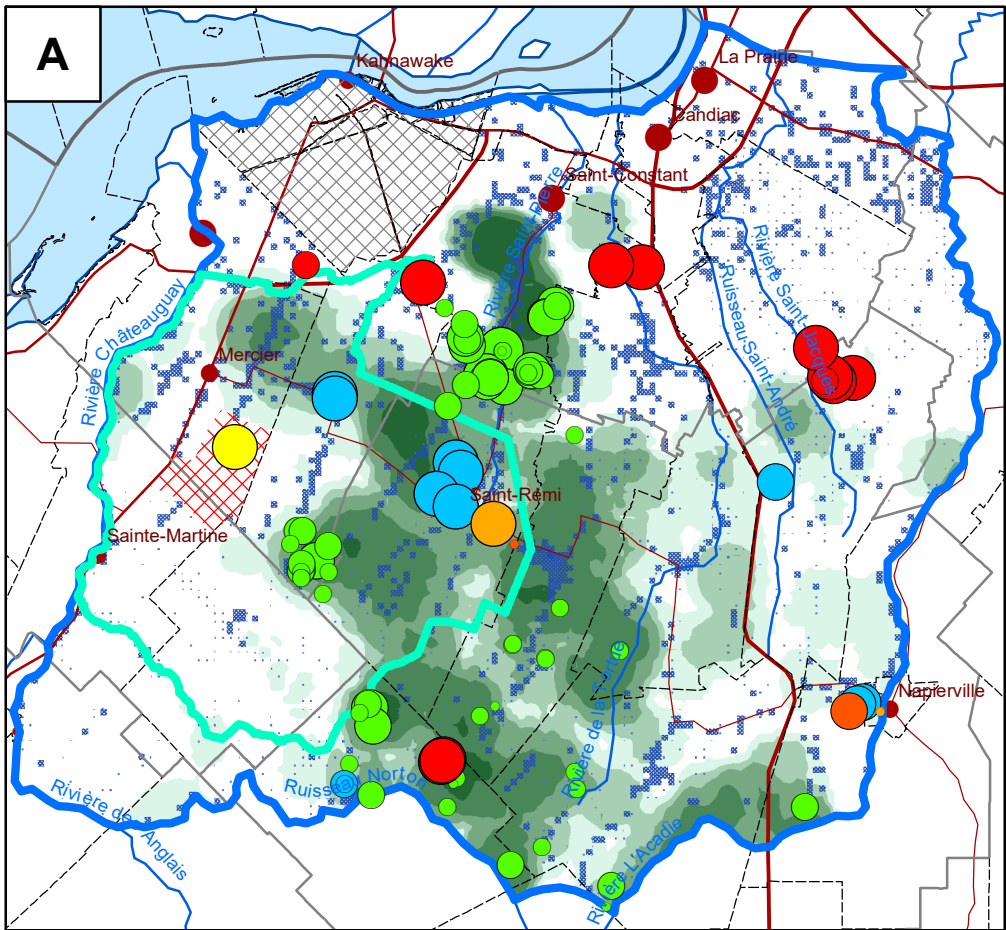 A
Kahnawake
La Prairie
Candiac
Saint-Constant
Rivière Saint-Pierre
Rivière Saint-Jacques
Ruisseau-Saint-André
Rivière Châteauguay
Mercier
Saint-Rémi
Sainte-Martine
Rivière de la Tortue
Napierville
Ruisseau Norton
Rivière des Anglais
Rivière L'Acadie